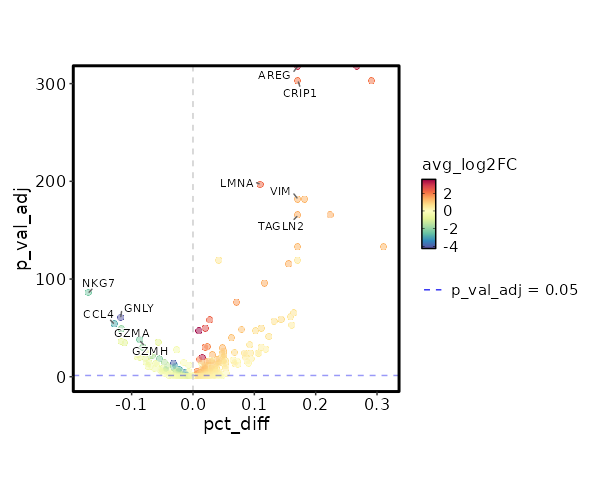 300
200
100
0
p_val_adj
AREG
CRIP1
LMNA
VIM
TAGLN2
NKG7
GNLY
CCL4
GZMA
GZMH
-0.1
0.0
0.1
0.2
0.3
pct_diff
avg_log2FC
2
0
-2
-4
p_val_adj = 0.05